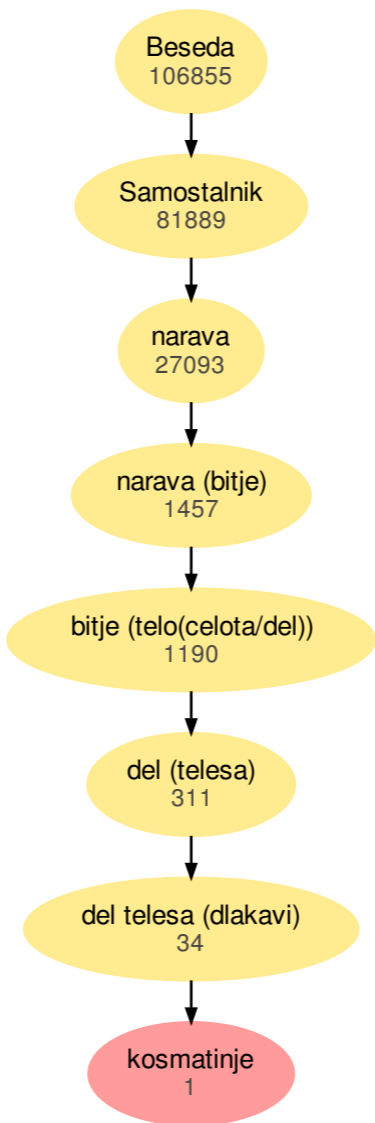 Beseda
106855
Samostalnik
81889
narava
27093
narava (bitje)
1457
bitje (telo(celota/del))
1190
del (telesa)
311
del telesa (dlakavi)
34
kosmatinje
1